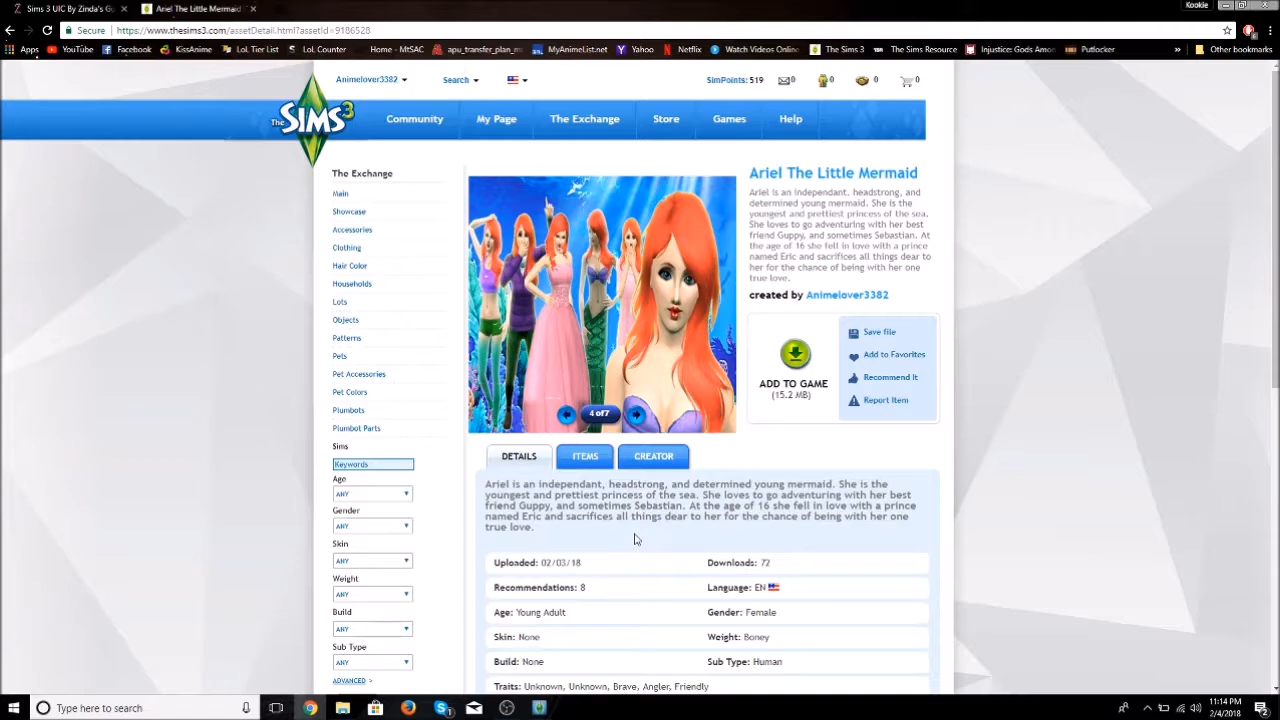 Sims 3 UIC By Zinda's Gu
Ariel The Little Mermaid
Kookie
Secure
https://www.thesims3.com/assetDetail.html?assetId=9186528
Apps
YouTube
Facebook
KissAnime
LoL Tier List
LoL Counter
Home - MtSAC
apu_transfer_plan_m
MyAnimeList.net
Yahoo
Netflix
Watch Videos Online
The Sims 3
The Sims Resource
Injustice: Gods Amo
Putlocker
»
Other bookmarks
Animelover3382
Search
SimPoints: 519
0
0
0
0
The SIMS 3
Community
My Page
The Exchange
Store
Games
Help
The Exchange
Main
Showcase
Accessories
Clothing
Hair Color
Households
Lots
Objects
Patterns
Pets
Pet Accessories
Pet Colors
Plumbots
Plumbot Parts
Sims
Keywords
Age
ANY
Gender
ANY
Skin
ANY
Weight
ANY
Build
ANY
Sub Type
ANY
ADVANCED >
4 of7
Ariel The Little Mermaid
Ariel is an independant, headstrong, and
determined young mermaid. She is the
youngest and prettiest princess of the sea.
She loves to go adventuring with her best
friend Guppy, and sometimes Sebastian. At
the age of 16 she fell in love with a prince
named Eric and sacrifices all things dear to
her for the chance of being with her one
true love.
created by Animelover3382
ADD TO GAME
(15.2 MB)
Save file
Add to Favorites
Recommend It
Report Item
DETAILS
ITEMS
CREATOR
Ariel is an independant, headstrong, and determined young mermaid. She is the
youngest and prettiest princess of the sea. She loves to go adventuring with her best
friend Guppy, and sometimes Sebastian. At the age of 16 she fell in love with a prince
named Eric and sacrifices all things dear to her for the chance of being with her one
true love.
Uploaded: 02/03/18
Downloads: 72
Recommendations: 8
Language: EN
Age: Young Adult
Gender: Female
Skin: None
Weight: Boney
Build: None
Sub Type: Human
Traits: Unknown, Unknown, Brave, Angler, Friendly
Type here to search
11:14 PM
2/4/2018